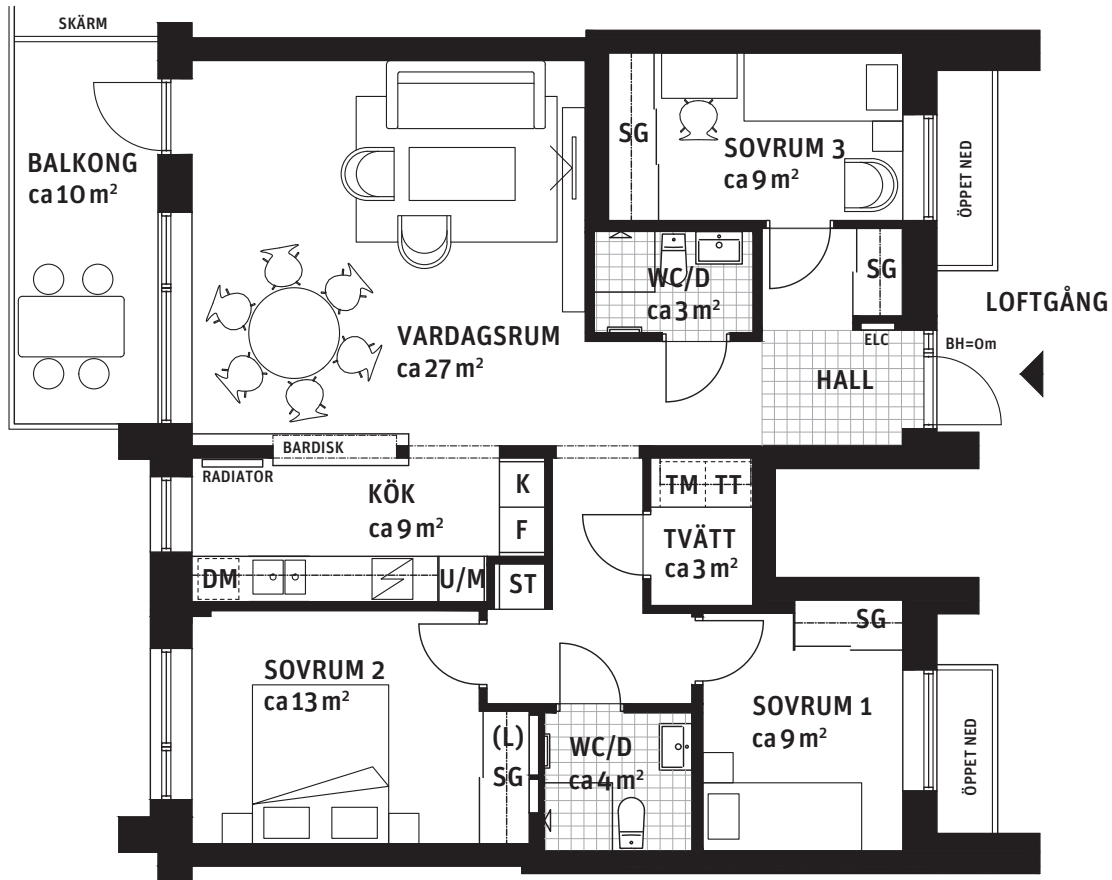 SKÄRM
BALKONG
ca 10 m²
SG
SOVRUM 3
ca 9 m²
ÖPPET NED
WC/D
ca 3 m²
SG
LOFTGÅNG
VARDAGSRUM
ca 27 m²
ELC
BH=0m
HALL
BARDISK
RADIATOR
KÖK
ca 9 m²
K
F
TM TT
TVÄTT
ca 3 m²
DM
U/M
ST
SG
SOVRUM 2
ca 13 m²
(L)
SG
WC/D
ca 4 m²
SOVRUM 1
ca 9 m²
ÖPPET NED